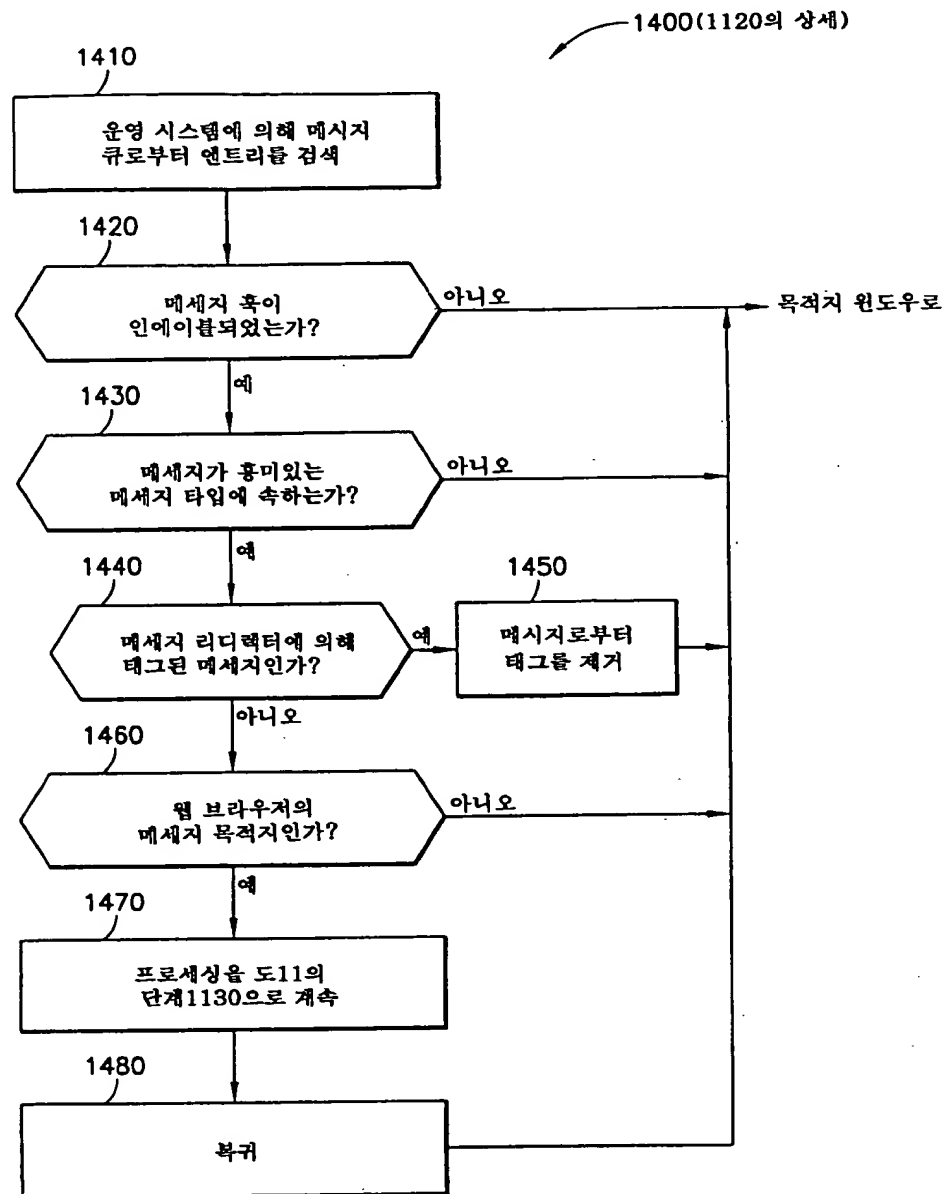 1400(1120의 상세)
1410
운영 시스템에 의해 메시지
큐로부터 엔트리를 검색
1420
메세지 훅이
인에이블되었는가?
아니오
목적지 윈도우로
예
1430
메세지가 흥미있는
메세지 타입에 속하는가?
아니오
예
1440
메세지 리디렉터에 의해
태그된 메세지인가?
예
1450
메시지로부터
태그를 제거
아니오
1460
웹 브라우저의
메세지 목적지인가?
아니오
예
1470
프로세싱을 도11의
단계1130으로 계속
1480
복귀